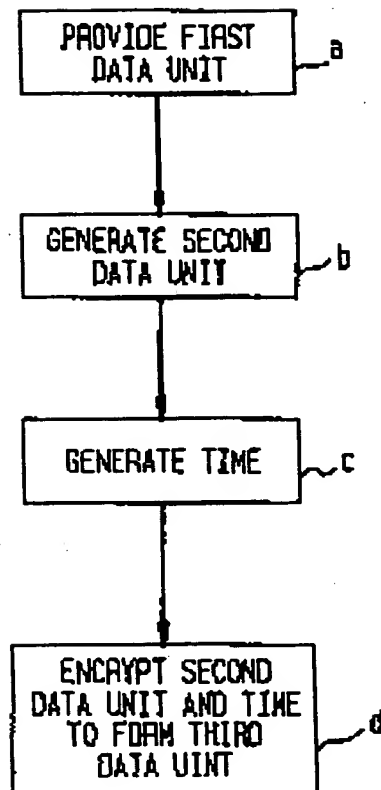 PROVIDE FIRST
DATA UNIT
a
GENERATE SECOND
DATA UNIT
b
GENERATE TIME
c
ENCRYPT SECOND
DATA UNIT AND TIME
TO FORM THIRD
DATA UINT
d